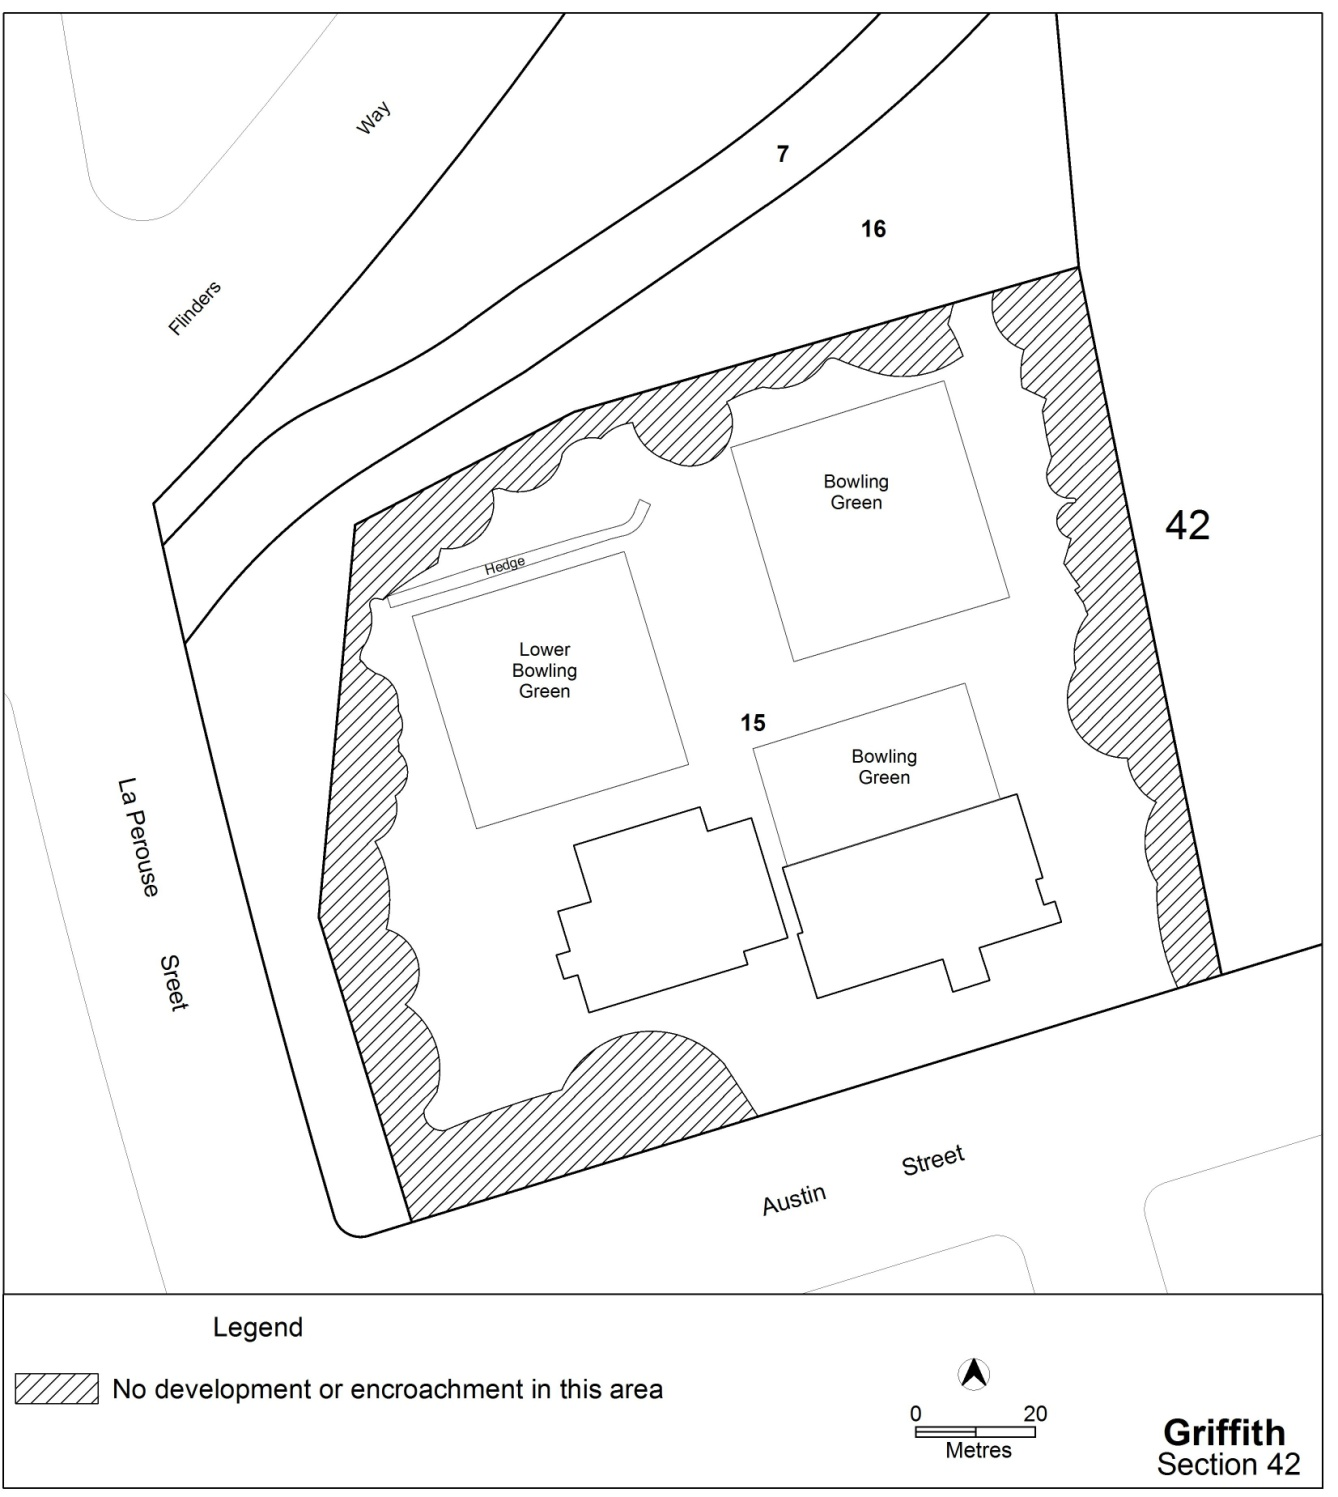 Way
7
16
Flinders
Bowling
Green
42
Hedge
Lower
Bowling
Green
15
Bowling
Green
La Perouse
Sreet
Street
Austin
Legend
No development or encroachment in this area
0 20
Metres
Griffith
Section 42